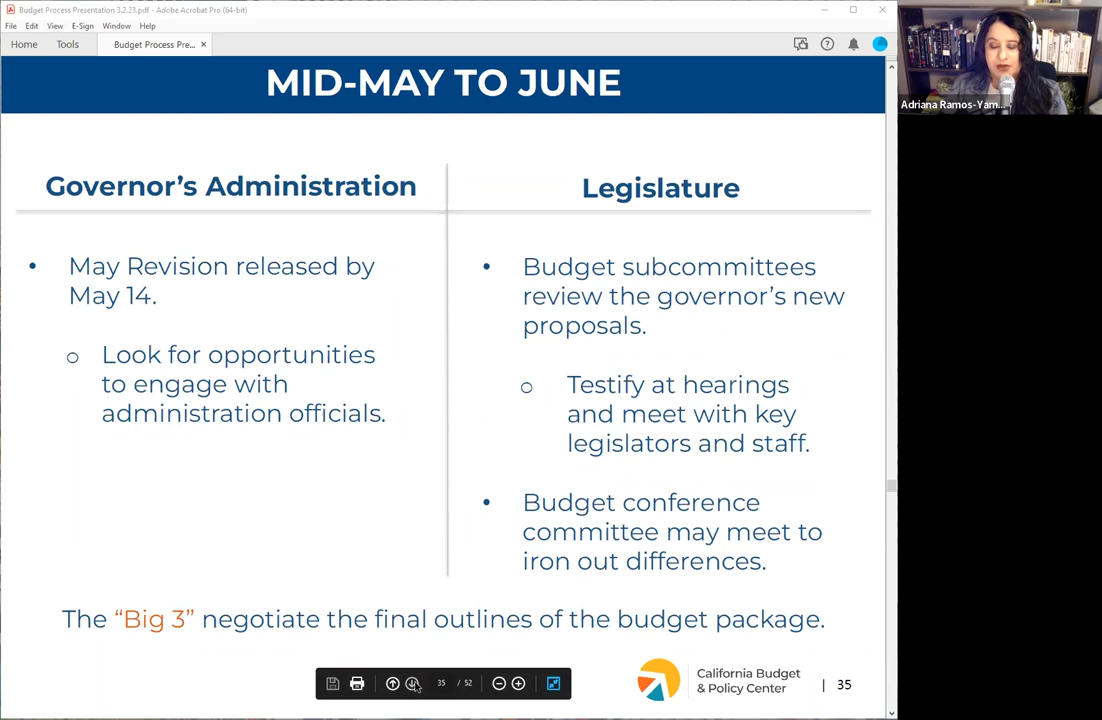 Budget Process Presentation 3.2.23.pdf - Adobe Acrobat Pro (64-bit)
File Edit View E-Sign Window Help
Home Tools Budget Process Pre... ×
Adriana Ramos-Yam...
MID-MAY TO JUNE
Governor’s Administration
• May Revision released by
May 14.
o Look for opportunities
to engage with
administration officials.
Legislature
• Budget subcommittees
review the governor’s new
proposals.
o Testify at hearings
and meet with key
legislators and staff.
• Budget conference
committee may meet to
iron out differences.
The “Big 3” negotiate the final outlines of the budget package.
35 / 52
California Budget
& Policy Center
| 35